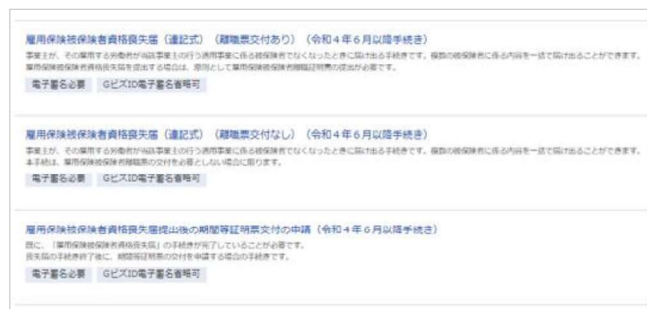 雇用保険被保険者資格喪失届（連記式）（離職票交付あり）（令和４年６月以降手続き）
事業主が、その雇用する労働者が当該事業主の行う適用事業に係る被保険者でなくなったときに届け出る手続きです。複数の被保険者に係る内容を一括で届け出ることができます。
雇用保険被保険者資格喪失届を提出する場合は、原則として雇用保険被保険者離職証明書の提出が必要です。
電子署名必要 GビズID電子署名省略可
雇用保険被保険者資格喪失届（連記式）（離職票交付なし）（令和４年６月以降手続き）
事業主が、その雇用する労働者が当該事業主の行う適用事業に係る被保険者でなくなったときに届け出る手続きです。複数の被保険者に係る内容を一括で届け出ることができます。
本手続は、雇用保険被保険者離職票の交付を必要としない場合に限ります。
電子署名必要 GビズID電子署名省略可
雇用保険被保険者資格喪失届提出後の期間等証明票交付の申請（令和４年６月以降手続き）
既に、「雇用保険被保険者資格喪失届」の手続きが完了していることが必要です。
喪失届の手続き終了後に、期間等証明票の交付を申請する場合の手続きです。
電子署名必要 GビズID電子署名省略可